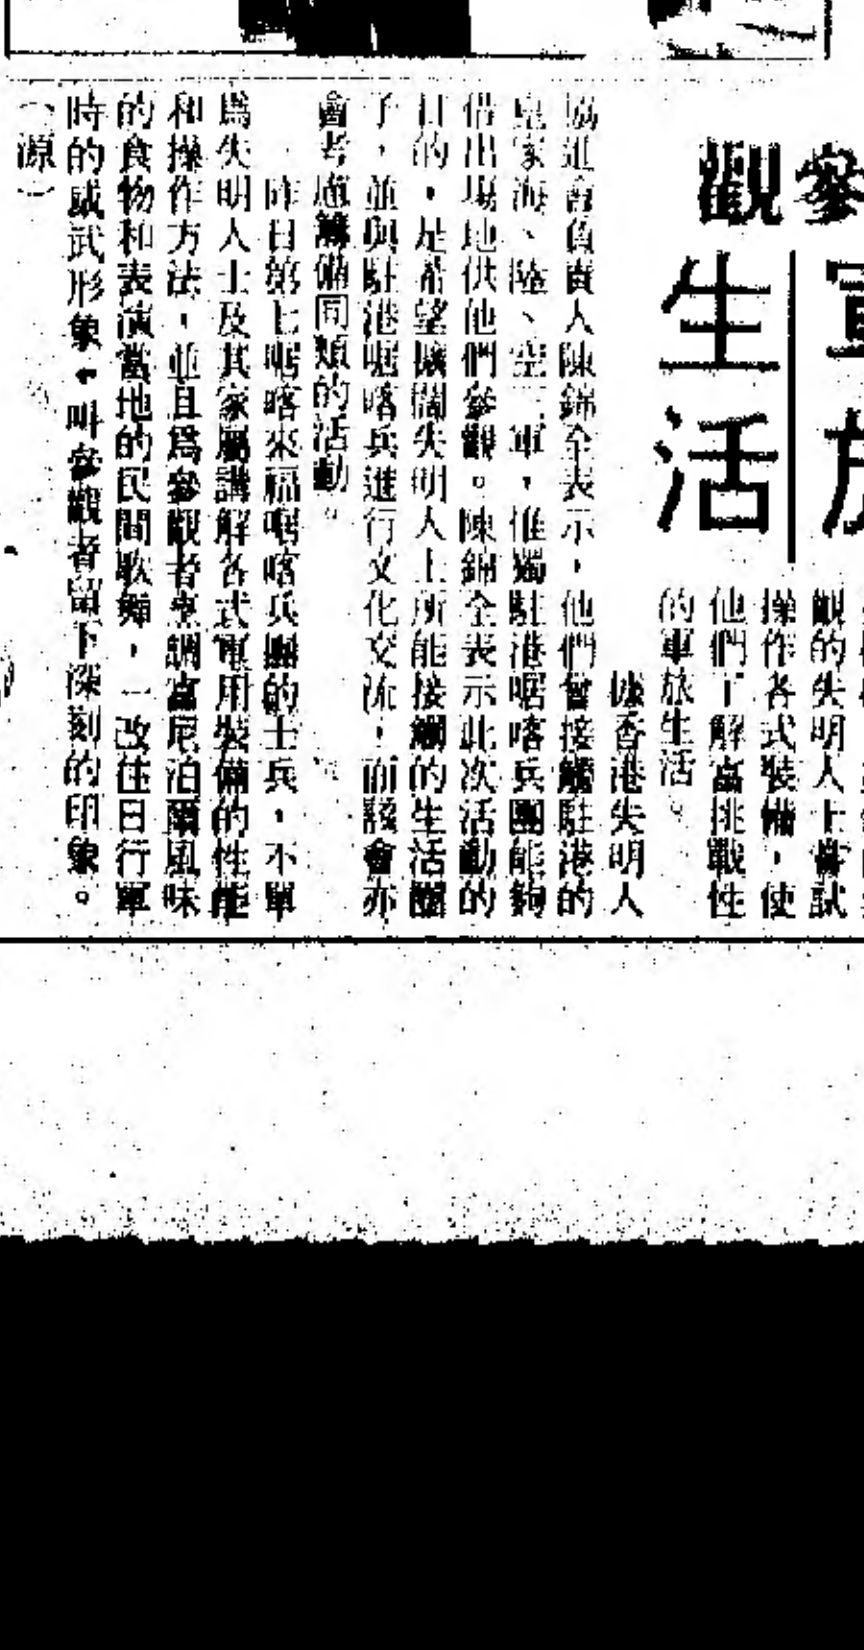 參
觀
軍旅
生活
觀的失明人士嘗試
操作各式裝備,使
他們了解富挑戰性
的軍旅生活。
據香港失明人
協進會負責人陳錦全表示,他們曾接觸駐港的
皇家海、陸、空三軍,惟獨駐港啹喀兵團能夠
借出場地供他們參觀。陳錦全表示此次活動的
目的,是希望擴闊失明人士所能接觸的生活圈
子,並與駐港啹喀兵進行文化交流,而該會亦
會考慮籌備同類的活動。
昨日第七啹喀來福啹喀兵團的士兵,不單
爲失明人士及其家屬講解各式軍用裝備的性能
和操作方法,並且爲參觀者烹調富尼泊爾風味
的食物和表演當地的民間歌舞,一改往日行軍
時的威武形象,叫參觀者留下深刻的印象。
(源)